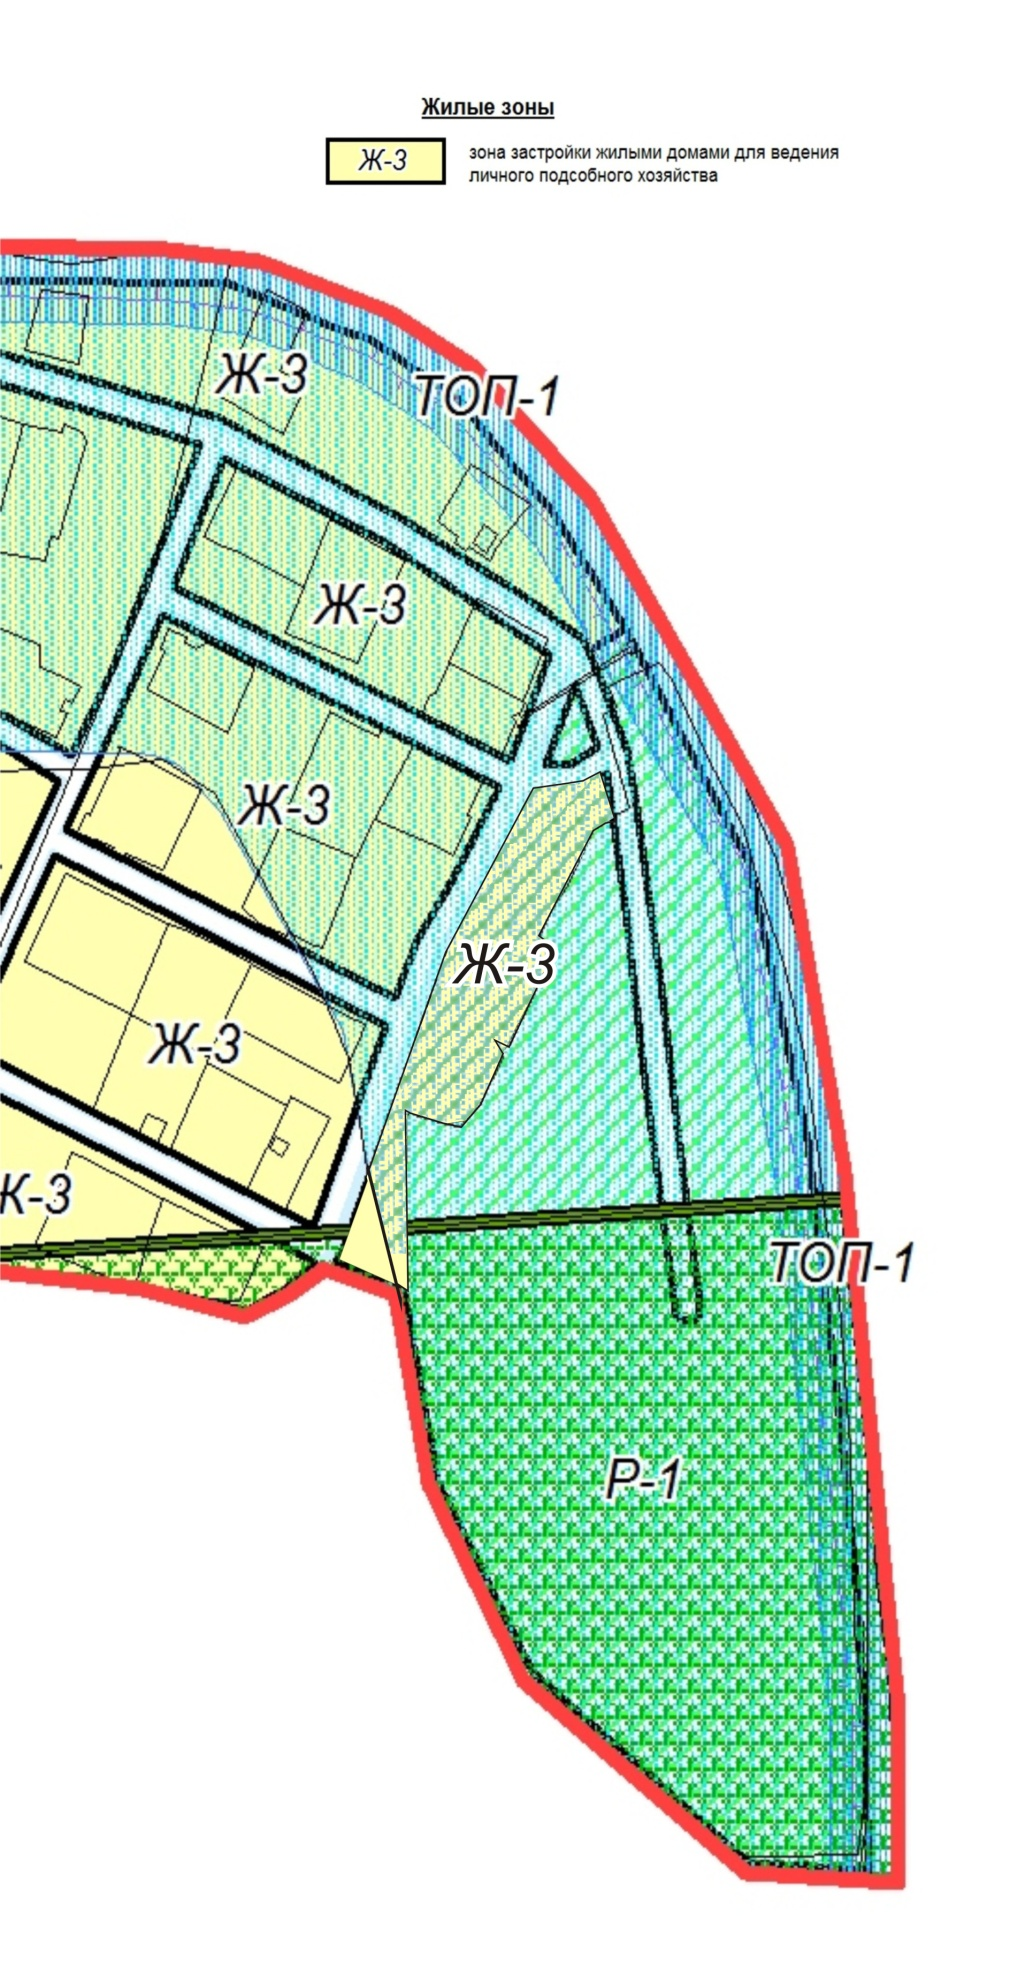 Жилые зоны
Ж-3
зона застройки жилыми домами для ведения
личного подсобного хозяйства
Ж-3
ТОП-1
Ж-3
Ж-3
Ж-3
Ж-3
Ж-3
ТОП-1
Р-1